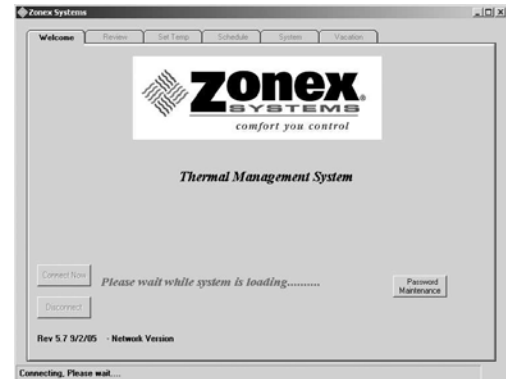 Zonex Systems
Welcome Review Set Temp Schedule System Vacation
zonex
SYSTEMS
comfort you control
Thermal Management System
Connect Now
Please wait while system is loading..........
Password
Maintenance
Disconnect
Rev 5.7 9/2/05 - Network Version
Connecting, Please wait....